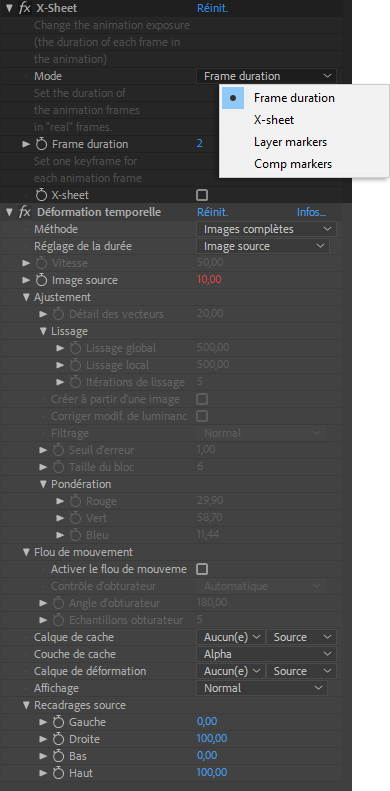 fx X-Sheet Réinit.
Change the animation exposure
(the duration of each frame in
the animation)
Mode Frame duration
Set the duration of
the animation frames
in "real" frames.
Frame duration
X-sheet
Layer markers
Comp markers
Frame duration 2
Set one keyframe for
each animation frame
X-sheet
fx Déformation temporelle Réinit. Infos...
Méthode Images complètes
Réglage de la durée Image source
Vitesse 50,00
Image source 10,00
Ajustement
Détail des vecteurs 20,00
Lissage
Lissage global 500,00
Lissage local 500,00
Itérations de lissage 5
Créer à partir d'une image
Corriger modif. de luminanc
Filtrage Normal
Seuil d'erreur 1,00
Taille du bloc 6
Pondération
Rouge 29,90
Vert 58,70
Bleu 11,44
Flou de mouvement
Activer le flou de mouveme
Contrôle d'obturateur Automatique
Angle d'obturateur 180,00
Echantillons obturateur 5
Calque de cache Aucun(e) Source
Couche de cache Alpha
Calque de déformation Aucun(e) Source
Affichage Normal
Recadrages source
Gauche 0,00
Droite 100,00
Bas 0,00
Haut 100,00